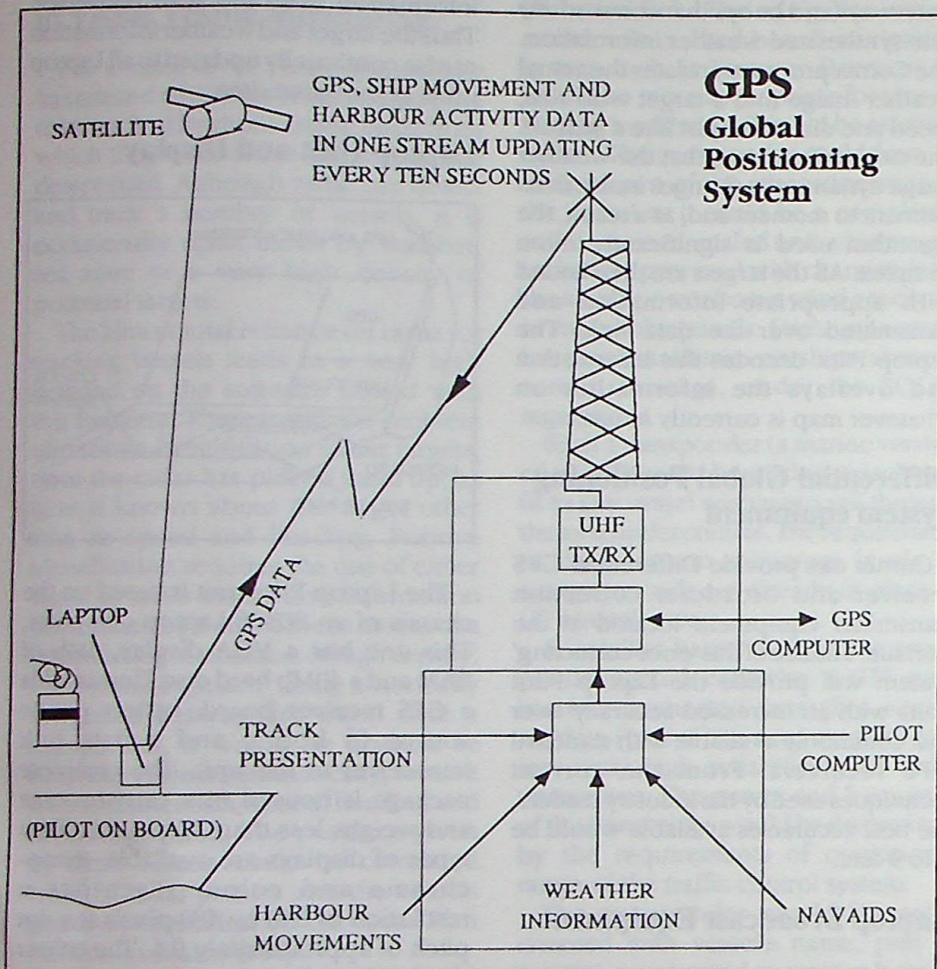 GPS
Global
Positioning
System
GPS, SHIP MOVEMENT AND
HARBOUR ACTIVITY DATA
IN ONE STREAM UPDATING
EVERY TEN SECONDS
SATELLITE
UHF
TX/RX
GPS DATA
LAPTOP
GPS
COMPUTER
TRACK
PRESENTATION
PILOT
COMPUTER
(PILOT ON BOARD)
HARBOUR
MOVEMENTS
WEATHER
INFORMATION
NAVAIDS